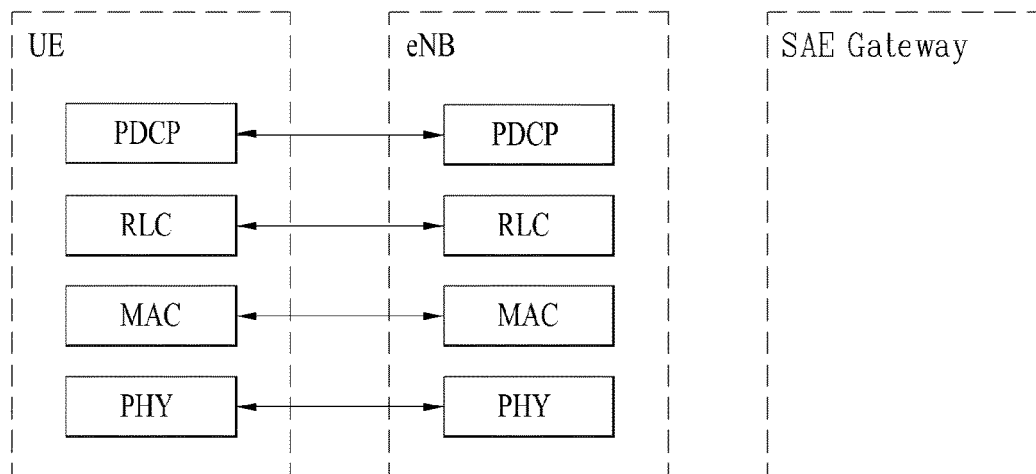 UE
eNB
SAE Gateway
PDCP
PDCP
RLC
RLC
MAC
MAC
PHY
PHY